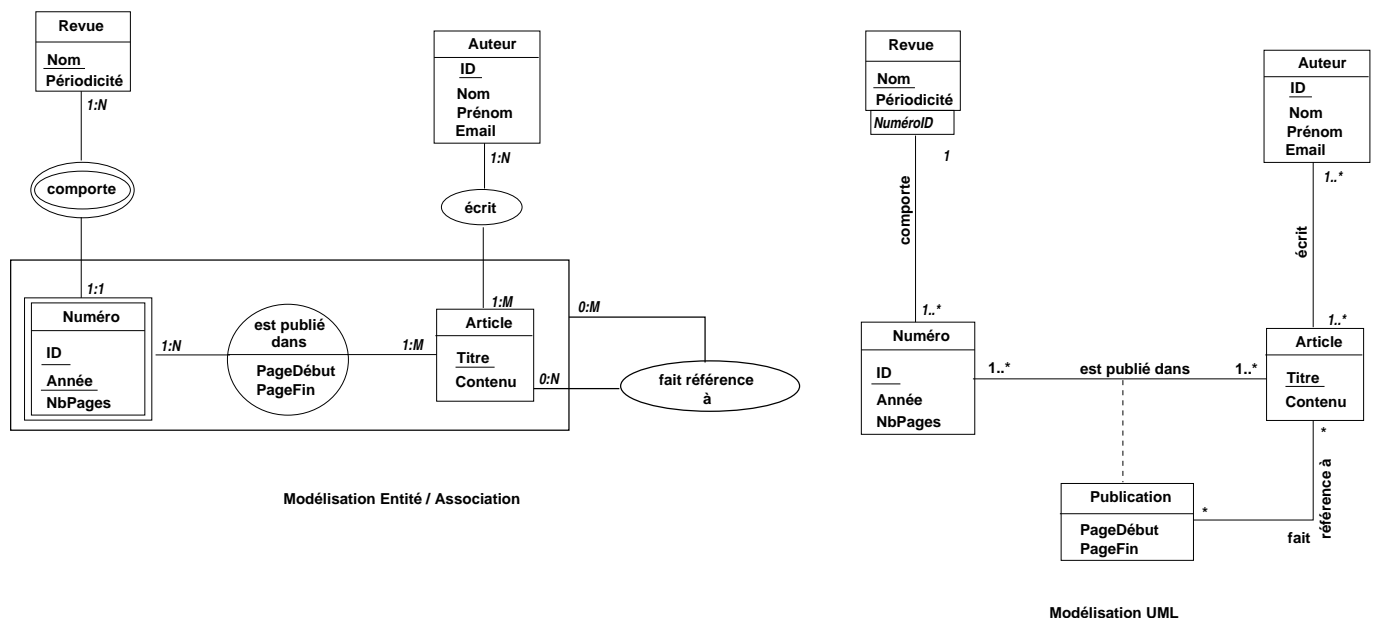 Revue
Nom
Périodicité
1:N
comporte
1:1
Numéro
ID
Année
NbPages
1:N
est publié
dans
PageDébut
PageFin
1:M
Auteur
ID
Nom
Prénom
Email
1:N
écrit
1:M
Article
Titre
Contenu
0:M
0:N
fait référence
à
Modélisation Entité / Association
Revue
Nom
Périodicité
NuméroID
1
comporte
1..*
Numéro
ID
Année
NbPages
1..*
est publié dans
1..*
Auteur
ID
Nom
Prénom
Email
1..*
écrit
1..*
Article
Titre
Contenu
*
référence à
fait
*
Publication
PageDébut
PageFin
Modélisation UML